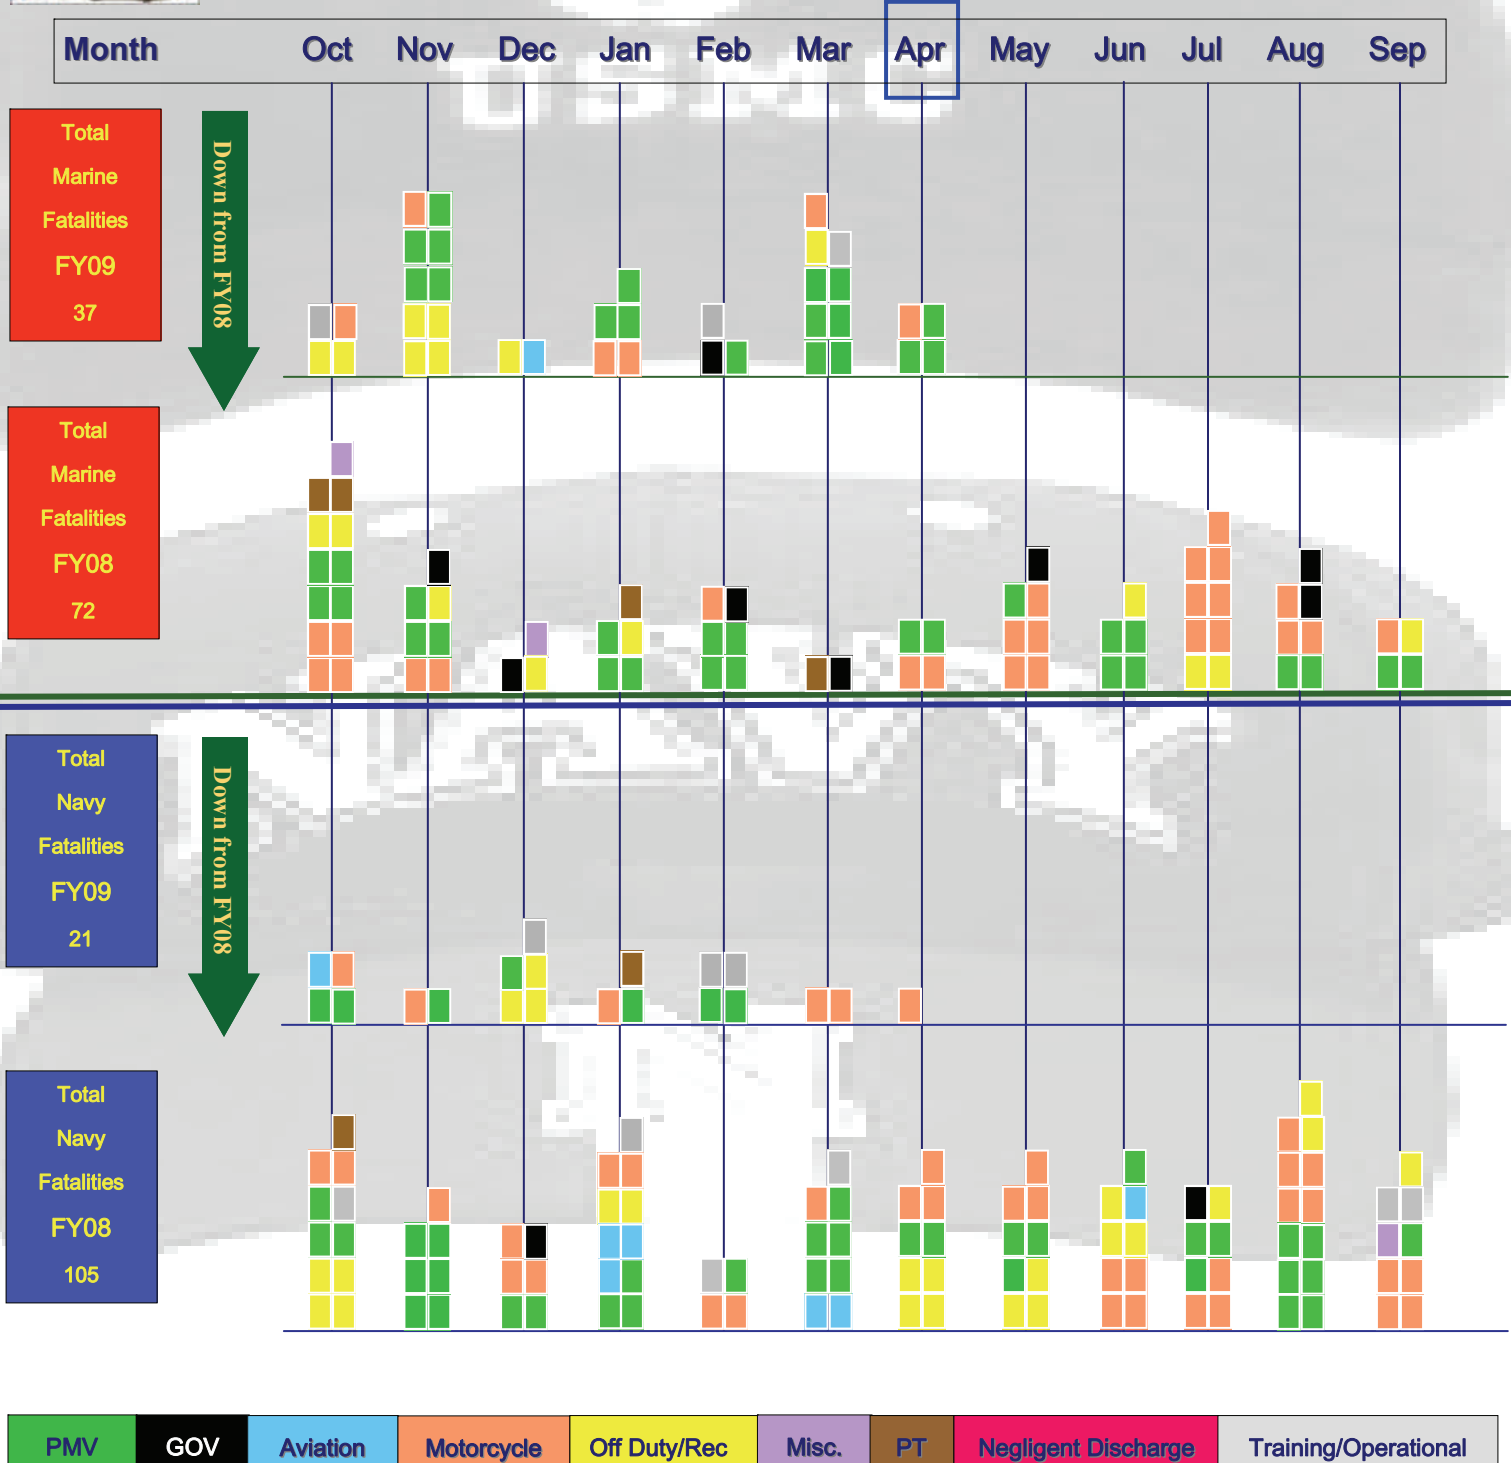 Month Oct Nov Dec Jan Feb Mar Apr May Jun Jul Aug Sep
USMC
Total
Marine
Fatalities
FY09
37
Down from FY08
Total
Marine
Fatalities
FY08
72
Total
Navy
Fatalities
FY09
21
Down from FY08
Total
Navy
Fatalities
FY08
105
PMV GOV Aviation Motorcycle Off Duty/Rec Misc. PT Negligent Discharge Training/Operational